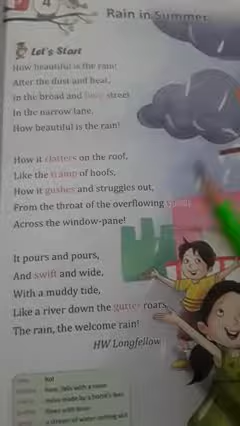 4
Rain in Summer
Let's Start
How beautiful is the rain!
After the dust and heat,
In the broad and fiery street
In the narrow lane,
How beautiful is the rain!
How it clatters on the roof,
Like the tramp of hoofs,
How it gushes and struggles out,
From the throat of the overflowing spout!
Across the window-pane!
It pours and pours,
And swift and wide,
With a muddy tide,
Like a river down the gutter roars
The rain, the welcome rain!
HW Longfellow
hot